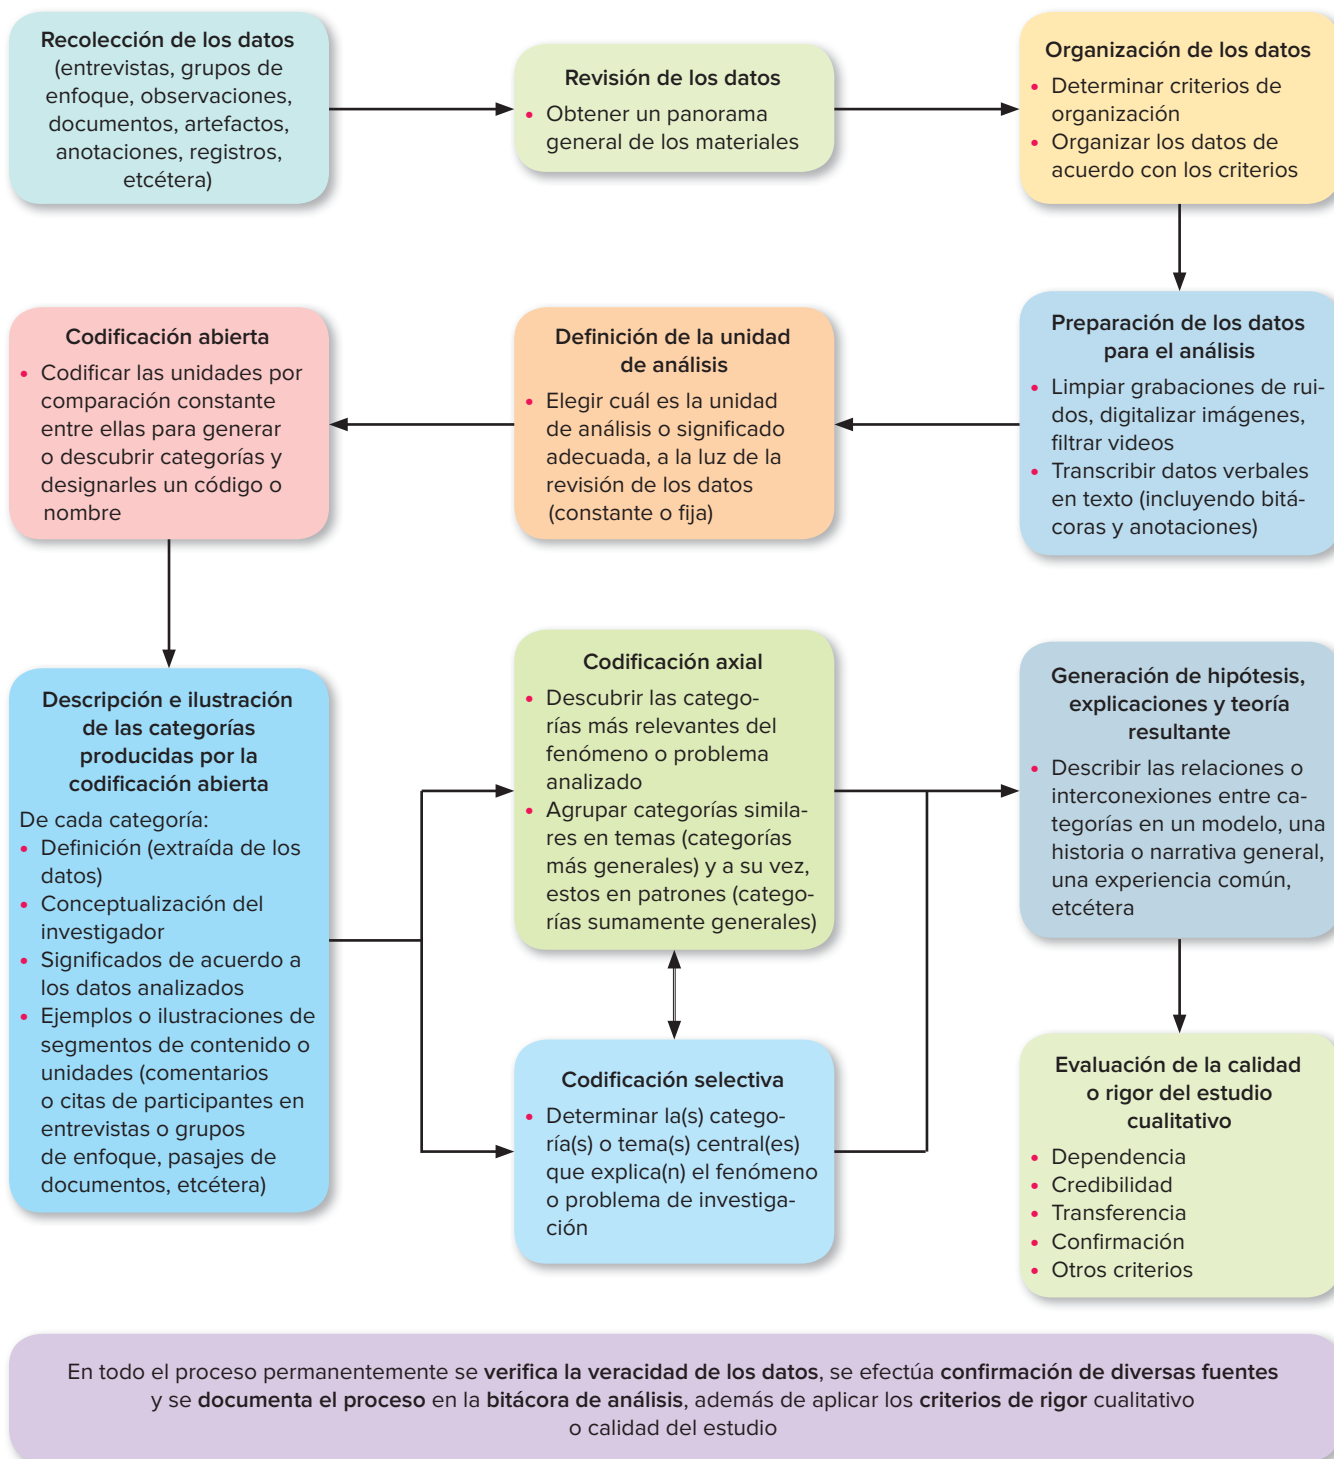 Recolección de los datos
(entrevistas, grupos de
enfoque, observaciones,
documentos, artefactos,
anotaciones, registros,
etcétera)
Revisión de los datos
• Obtener un panorama
general de los materiales
Organización de los datos
• Determinar criterios de
organización
• Organizar los datos de
acuerdo con los criterios
Preparación de los datos
para el análisis
• Limpiar grabaciones de rui-
dos, digitalizar imágenes,
filtrar videos
• Transcribir datos verbales
en texto (incluyendo bitá-
coras y anotaciones)
Definición de la unidad
de análisis
• Elegir cuál es la unidad
de análisis o significado
adecuada, a la luz de la
revisión de los datos
(constante o fija)
Codificación abierta
• Codificar las unidades por
comparación constante
entre ellas para generar
o descubrir categorías y
designarles un código o
nombre
Descripción e ilustración
de las categorías
producidas por la
codificación abierta
De cada categoría:
• Definición (extraída de los
datos)
• Conceptualización del
investigador
• Significados de acuerdo a
los datos analizados
• Ejemplos o ilustraciones de
segmentos de contenido o
unidades (comentarios
o citas de participantes en
entrevistas o grupos
de enfoque, pasajes de
documentos, etcétera)
Codificación axial
• Descubrir las catego-
rías más relevantes del
fenómeno o problema
analizado
• Agrupar categorías simila-
res en temas (categorías
más generales) y a su vez,
estos en patrones (catego-
rías sumamente generales)
Codificación selectiva
• Determinar la(s) catego-
ría(s) o tema(s) central(es)
que explica(n) el fenómeno
o problema de investiga-
ción
Generación de hipótesis,
explicaciones y teoría
resultante
• Describir las relaciones o
interconexiones entre ca-
tegorías en un modelo, una
historia o narrativa general,
una experiencia común,
etcétera
Evaluación de la calidad
o rigor del estudio
cualitativo
• Dependencia
• Credibilidad
• Transferencia
• Confirmación
• Otros criterios
En todo el proceso permanentemente se verifica la veracidad de los datos, se efectúa confirmación de diversas fuentes
y se documenta el proceso en la bitácora de análisis, además de aplicar los criterios de rigor cualitativo
o calidad del estudio